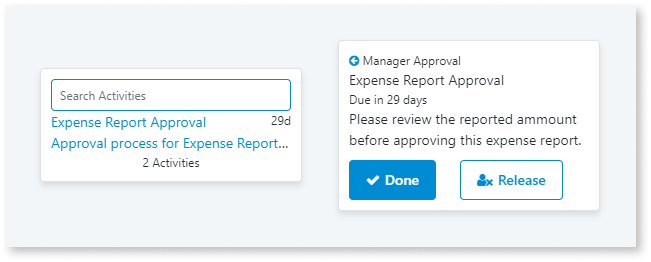 Search Activities
Expense Report Approval 29d
Approval process for Expense Report...
2 Activities
Manager Approval
Expense Report Approval
Due in 29 days
Please review the reported ammount
before approving this expense report.
Done
Release